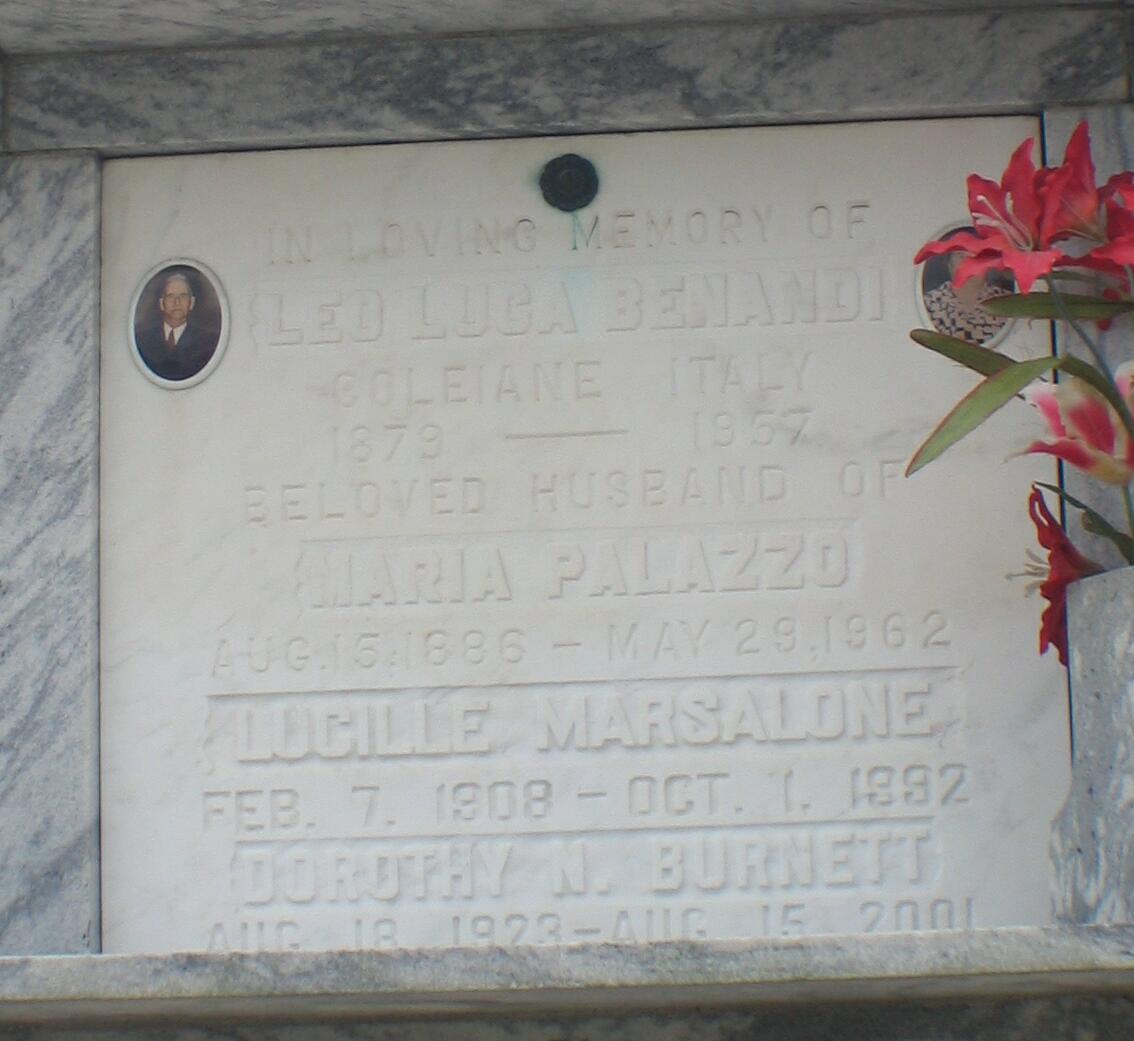 IN LOVING MEMORY OF
LEO LUCA BENANDI
COLEIANE ITALY
1879 — 1957
BELOVED HUSBAND OF
MARIA PALAZZO
AUG. 15, 1886 – MAY 29, 1962
LUCILLE MARSALONE
FEB. 7. 1908 – OCT. 1. 1992
DOROTHY N. BURNETT
AUG. 18 1923 – AUG. 15 2001